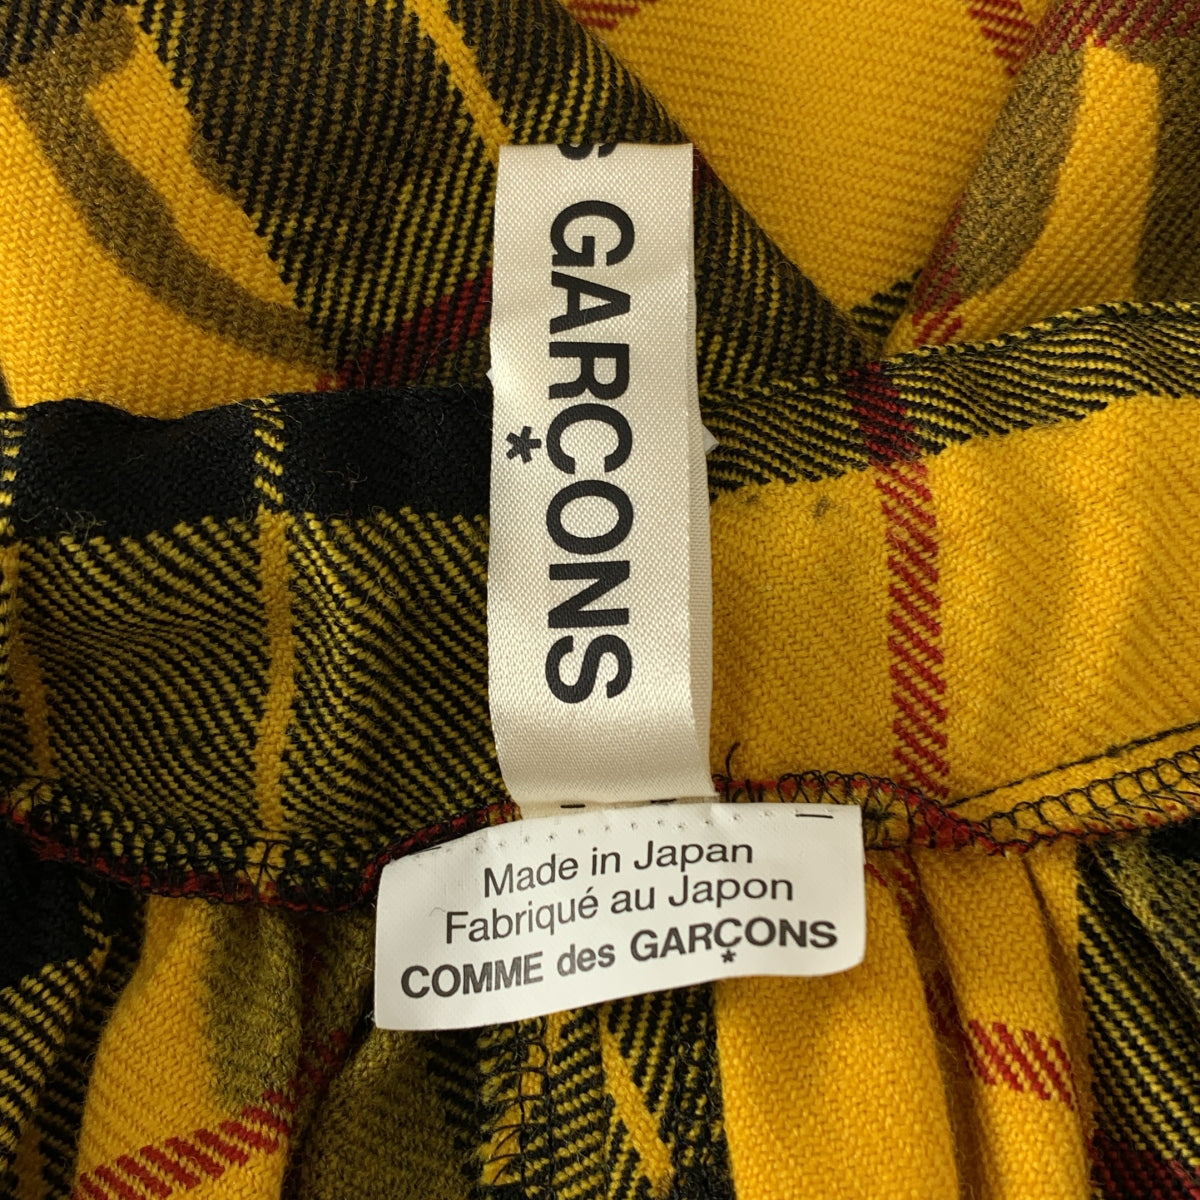 S GARÇONS
*
Made in Japan
Fabriqué au Japon
COMME des GARÇONS
*